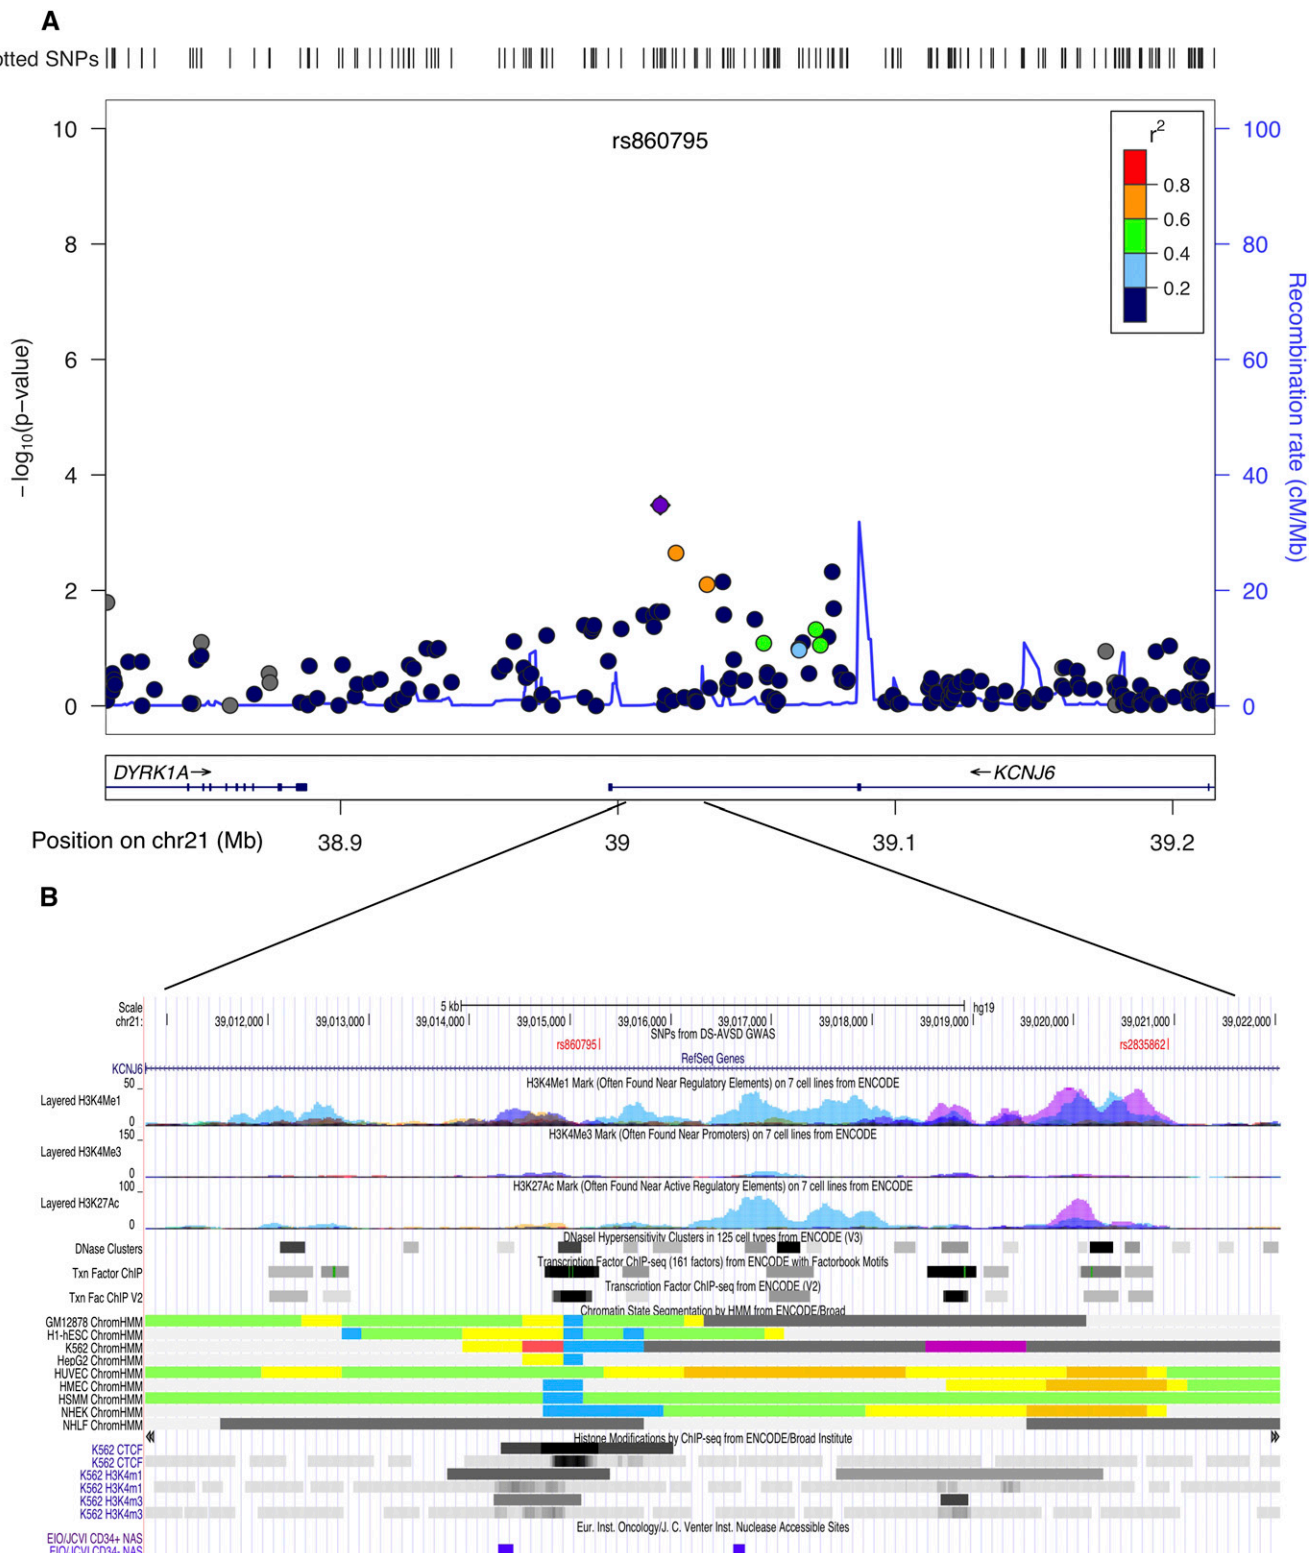 A
otted SNPs
rs860795
r2
0.8
0.6
0.4
0.2
10
8
6
4
2
0
− log10(p−value)
100
80
60
40
20
0
Recombination rate (cM/Mb)
DYRK1A→
←KCNJ6
Position on chr21 (Mb)
38.9
39
39.1
39.2
B
Scale
5 kb
hg19
chr21:
39,012,000
39,013,000
39,014,000
39,015,000
39,016,000
39,017,000
39,018,000
39,019,000
39,020,000
39,021,000
39,022,000
SNPs from DS-AVSD GWAS
rs860795
rs2835862
RefSeq Genes
KCNJ6
H3K4Me1 Mark (Often Found Near Regulatory Elements) on 7 cell lines from ENCODE
50
Layered H3K4Me1
0
H3K4Me3 Mark (Often Found Near Promoters) on 7 cell lines from ENCODE
150
Layered H3K4Me3
0
H3K27Ac Mark (Often Found Near Active Regulatory Elements) on 7 cell lines from ENCODE
100
Layered H3K27Ac
0
DNaseI Hypersensitivity Clusters in 125 cell types from ENCODE (V3)
DNase Clusters
Transcription Factor ChIP-seq (161 factors) from ENCODE with Factorbook Motifs
Txn Factor ChIP
Transcription Factor ChIP-seq from ENCODE (V2)
Txn Fac ChIP V2
Chromatin State Segmentation by HMM from ENCODE/Broad
GM12878 ChromHMM
H1-hESC ChromHMM
K562 ChromHMM
HepG2 ChromHMM
HUVEC ChromHMM
HMEC ChromHMM
HSMM ChromHMM
NHEK ChromHMM
NHLF ChromHMM
Histone Modifications by ChIP-seq from ENCODE/Broad Institute
K562 CTCF
K562 CTCF
K562 H3K4m1
K562 H3K4m1
K562 H3K4m3
K562 H3K4m3
Eur. Inst. Oncology/J. C. Venter Inst. Nuclease Accessible Sites
EIO/JCVI CD34+ NAS
EIO/JCVI CD34- NAS